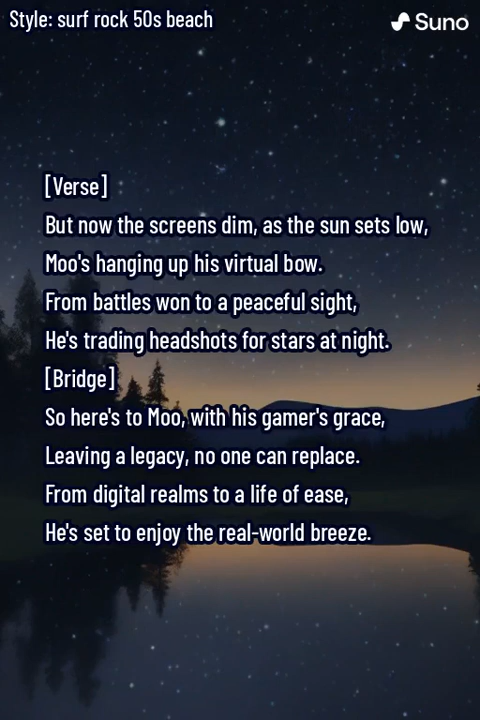 Style: surf rock 50s beach
Suno
[Verse]
But now the screens dim, as the sun sets low,
Moo's hanging up his virtual bow.
From battles won to a peaceful sight,
He's trading headshots for stars at night.
[Bridge]
So here's to Moo, with his gamer's grace,
Leaving a legacy, no one can replace.
From digital realms to a life of ease,
He's set to enjoy the real-world breeze.